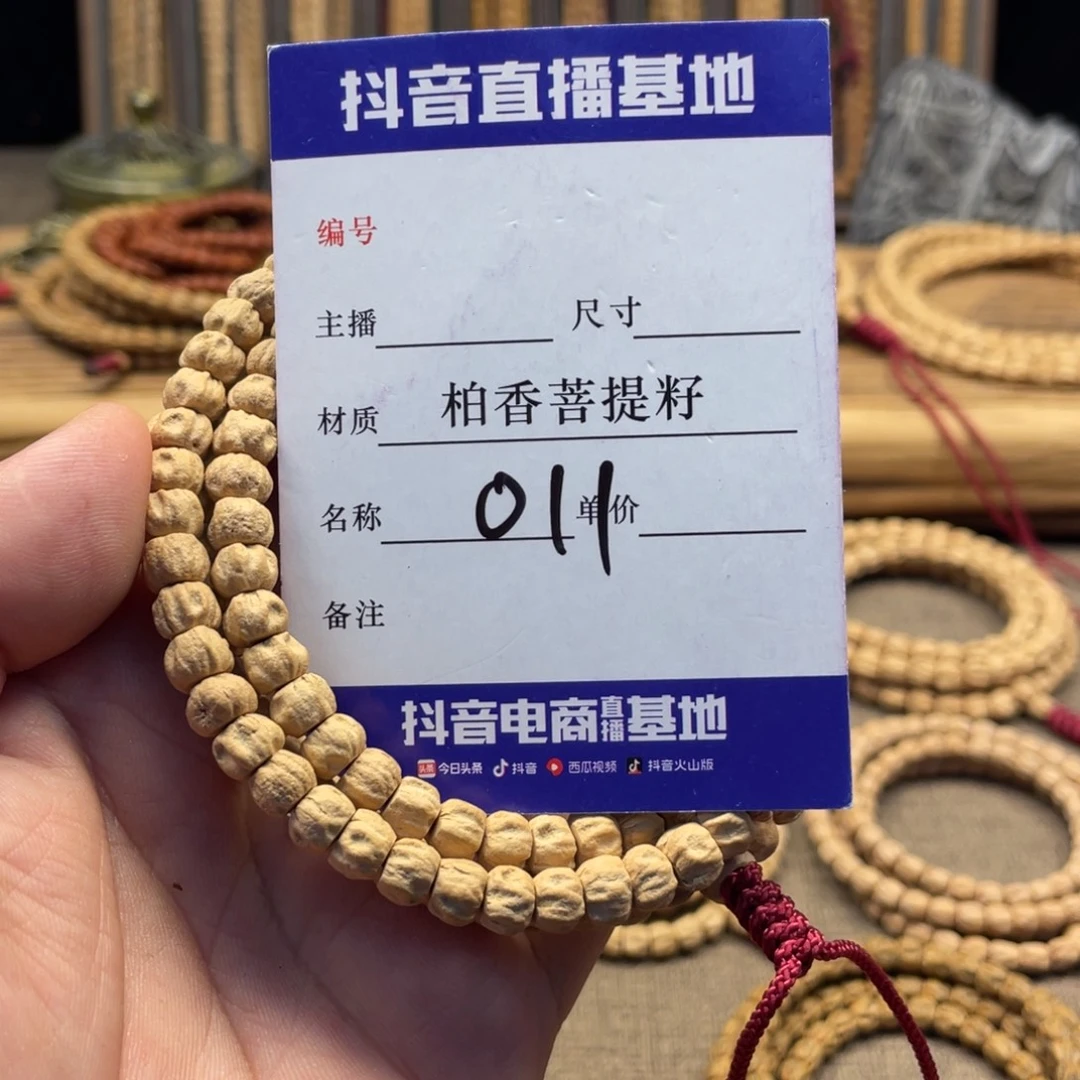 抖音直播基地
编号
主播 尺寸
材质 柏香菩提籽
名称 011 单价
备注
抖音电商直播基地
头条 今日头条 抖音 西瓜视频 抖音火山版